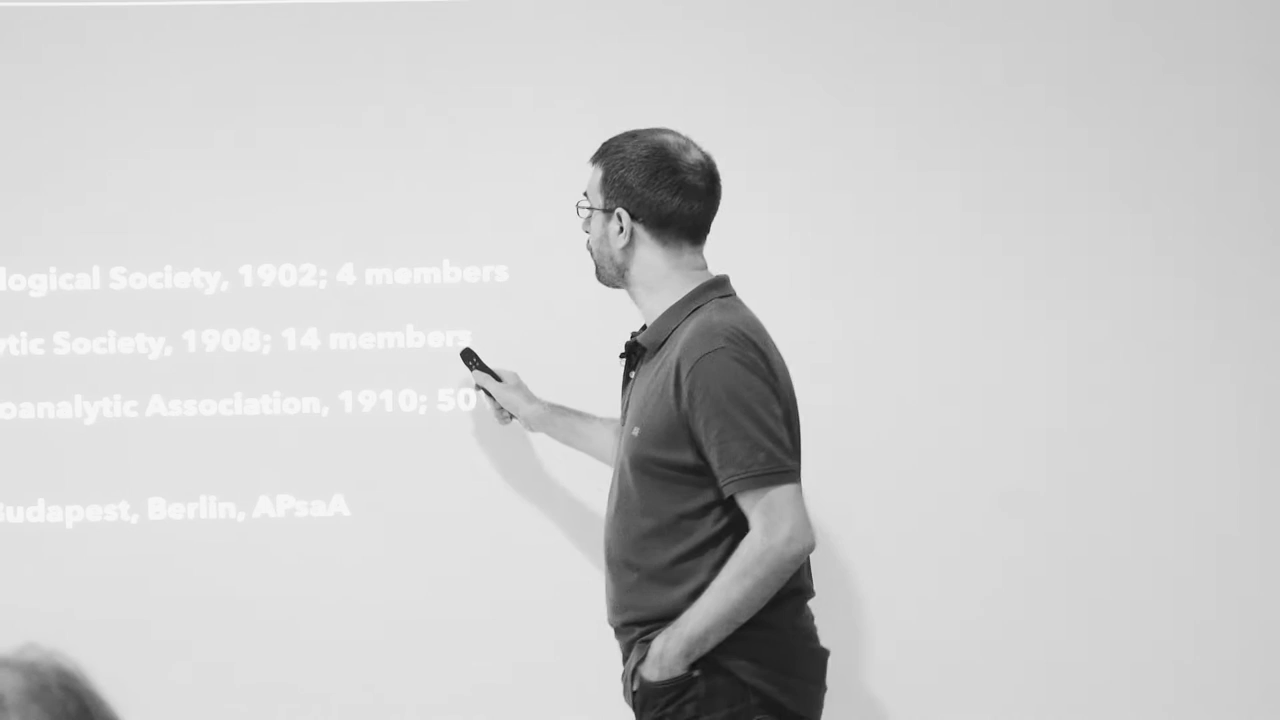 logical Society, 1902; 4 members
ytic Society, 1908; 14 members
oanalytic Association, 1910; 50
Budapest, Berlin, APsaA